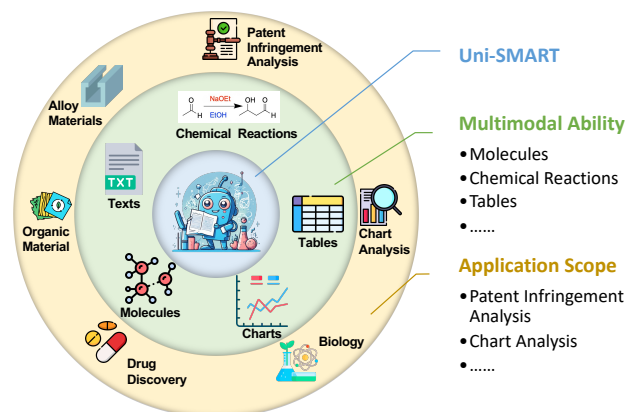 Patent
Infringement
Analysis
Alloy
Materials
NaOEt
EtOH
O
OH
O
Chemical Reactions
TXT
Texts
Organic
Material
Tables
Chart
Analysis
Molecules
Charts
Biology
Drug
Discovery
Uni-SMART
Multimodal Ability
•Molecules
•Chemical Reactions
•Tables
•……
Application Scope
•Patent Infringement
Analysis
•Chart Analysis
•……